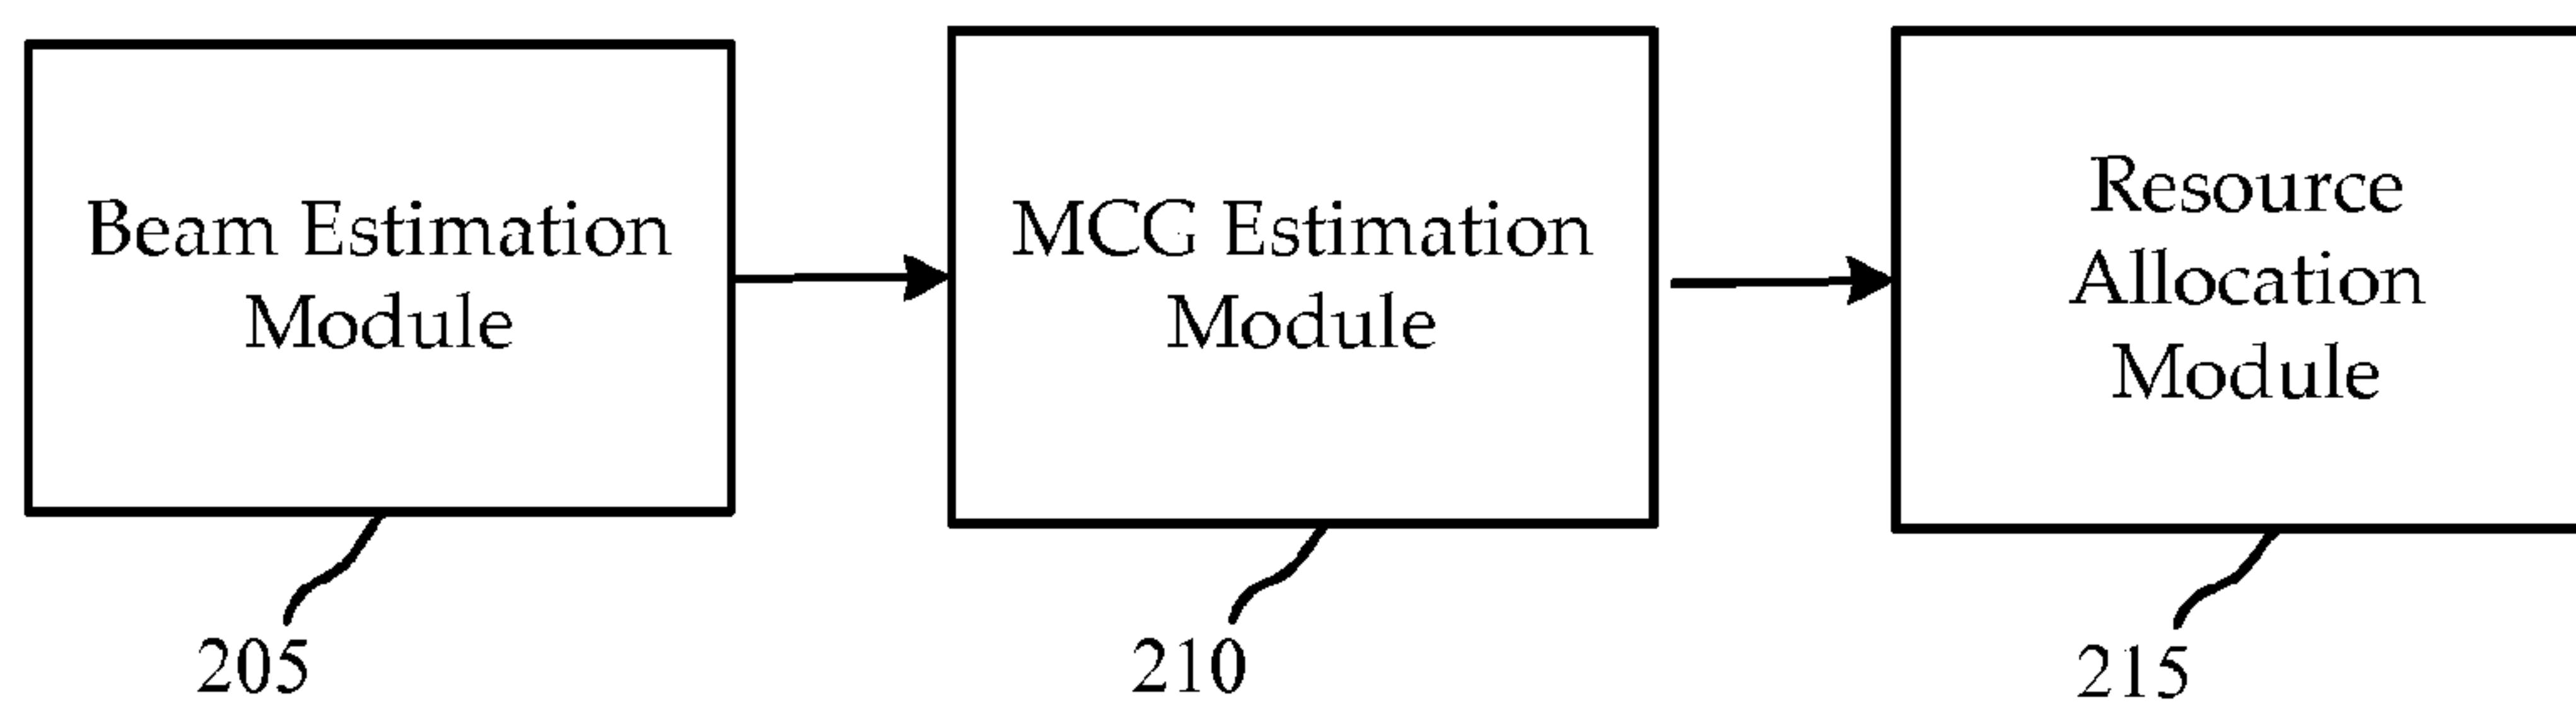 Beam Estimation
Module
MCG Estimation
Module
Resource
Allocation
Module
205
210
215